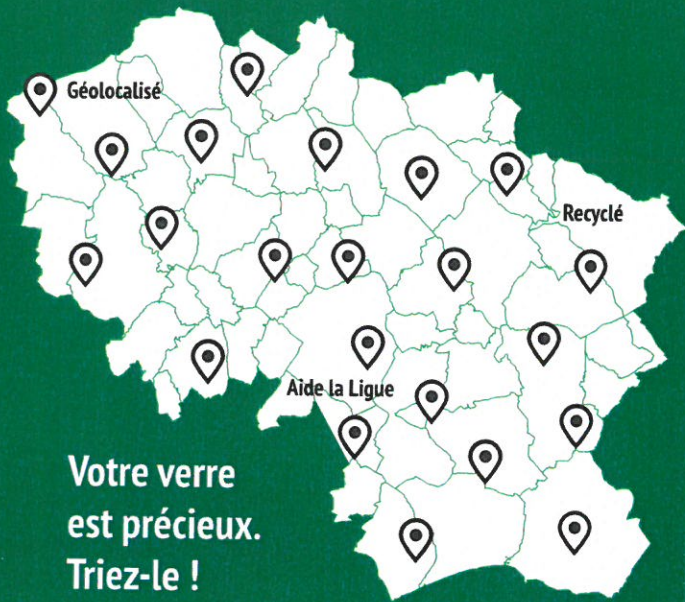 Géolocalisé
Recyclé
Aide la Ligue
Votre verre
est précieux.
Triez-le !